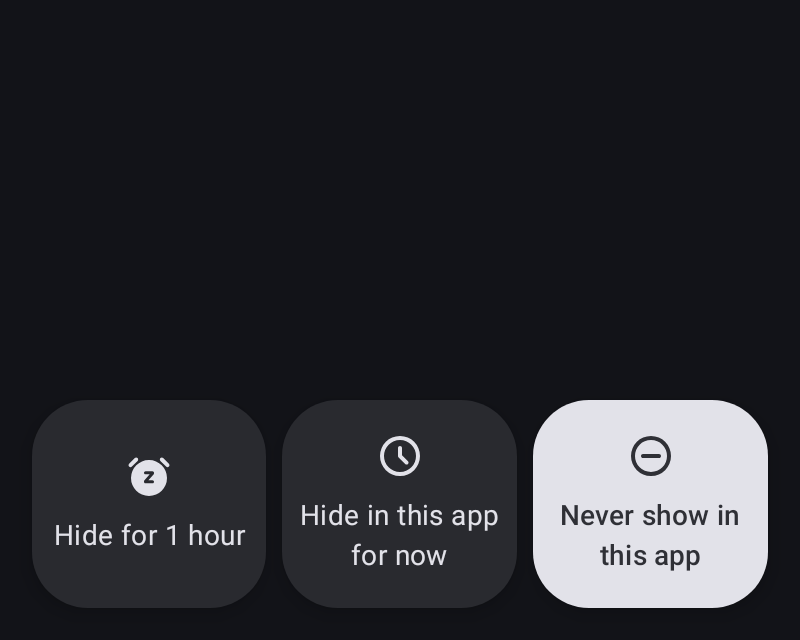 Hide for 1 hour
Hide in this app
for now
Never show in
this app